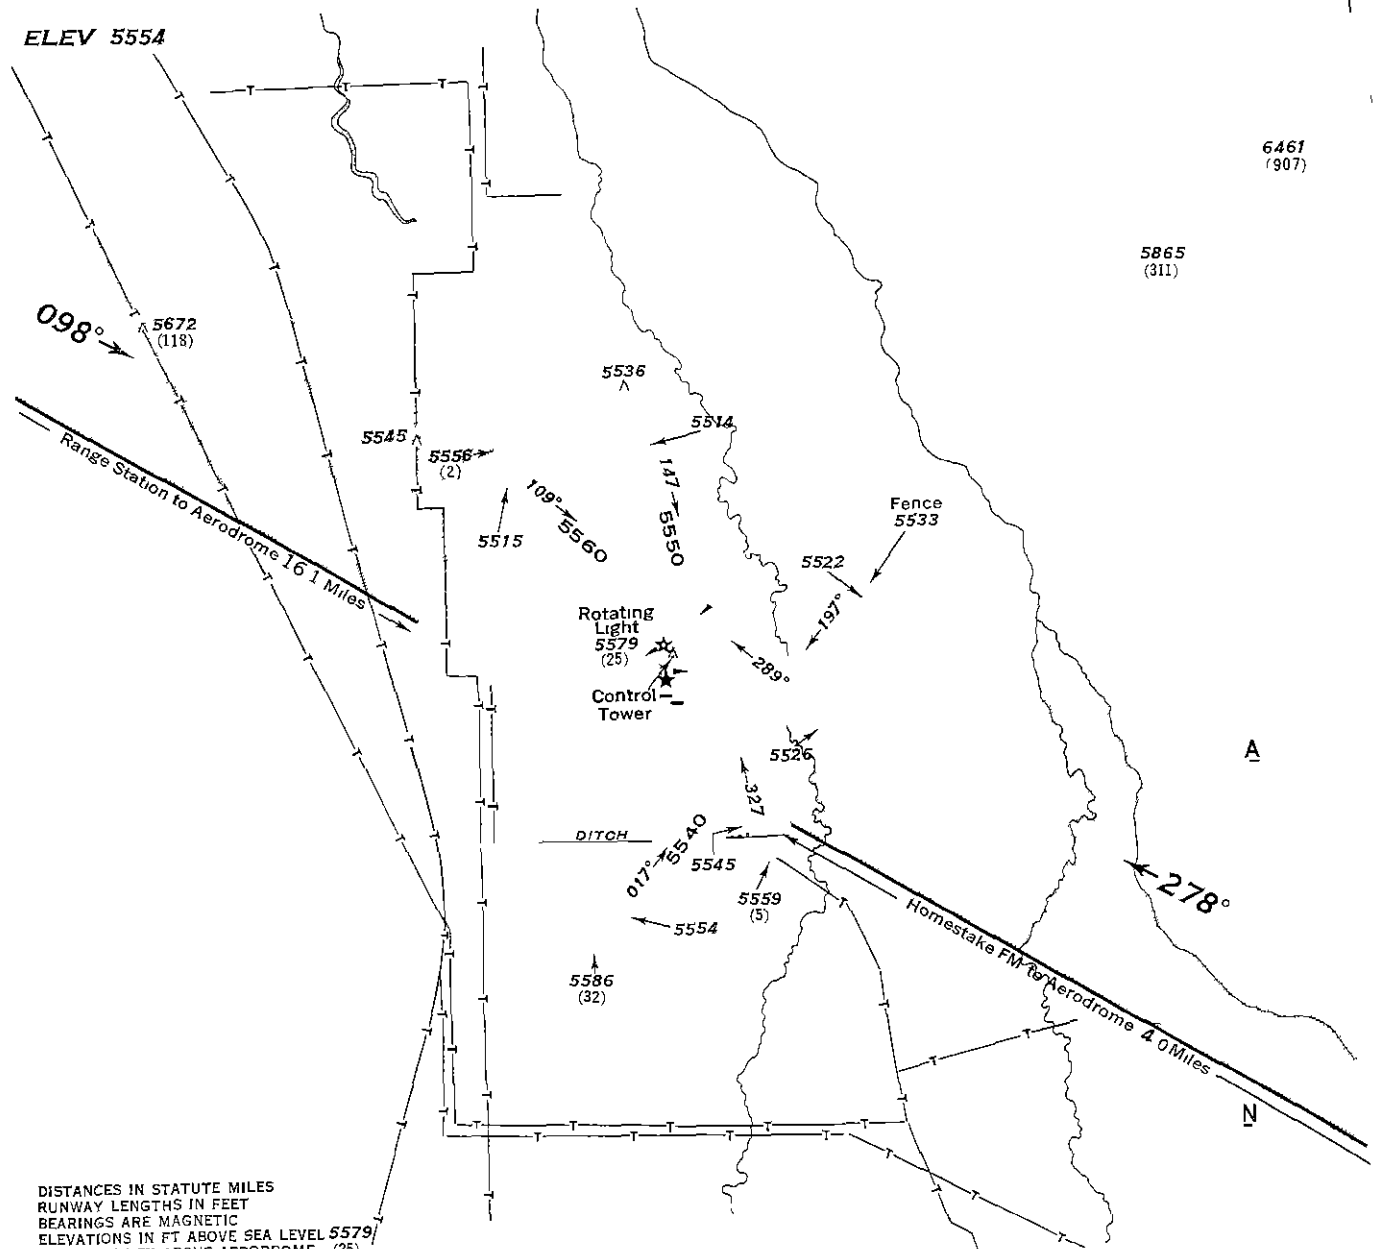 ELEV 5554
6461
(907)
5865
(311)
098°
5672
(118)
5536
5514
5545
5556
(2)
Range Station to Aerodrome 16 1 Miles
109°
5560
147
5550
Fence
5533
5515
5522
197°
Rotating
Light
5579
(25)
289°
Control
Tower
5526
A
327
DITCH
017°
5540
5545
278°
5559
(5)
5554
Homestake FM to Aerodrome 4 0 Miles
5586
(32)
N
DISTANCES IN STATUTE MILES
RUNWAY LENGTHS IN FEET
BEARINGS ARE MAGNETIC
ELEVATIONS IN FT ABOVE SEA LEVEL 5579
(25)